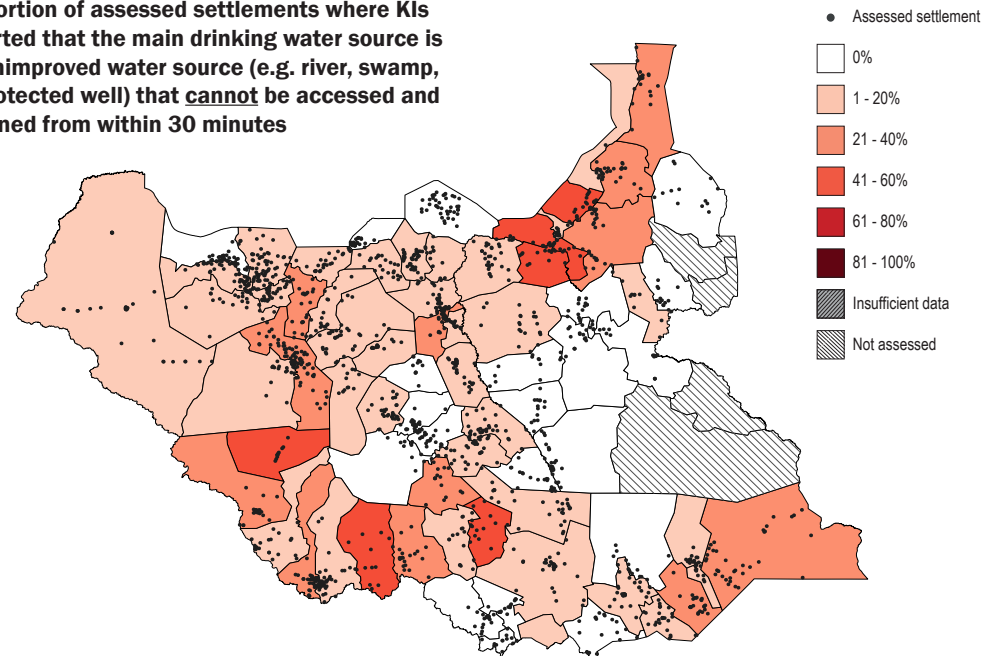 ortion of assessed settlements where KIs
rted that the main drinking water source is
nimproved water source (e.g. river, swamp,
otected well) that cannot be accessed and
ned from within 30 minutes
Assessed settlement
0%
1 - 20%
21 - 40%
41 - 60%
61 - 80%
81 - 100%
Insufficient data
Not assessed